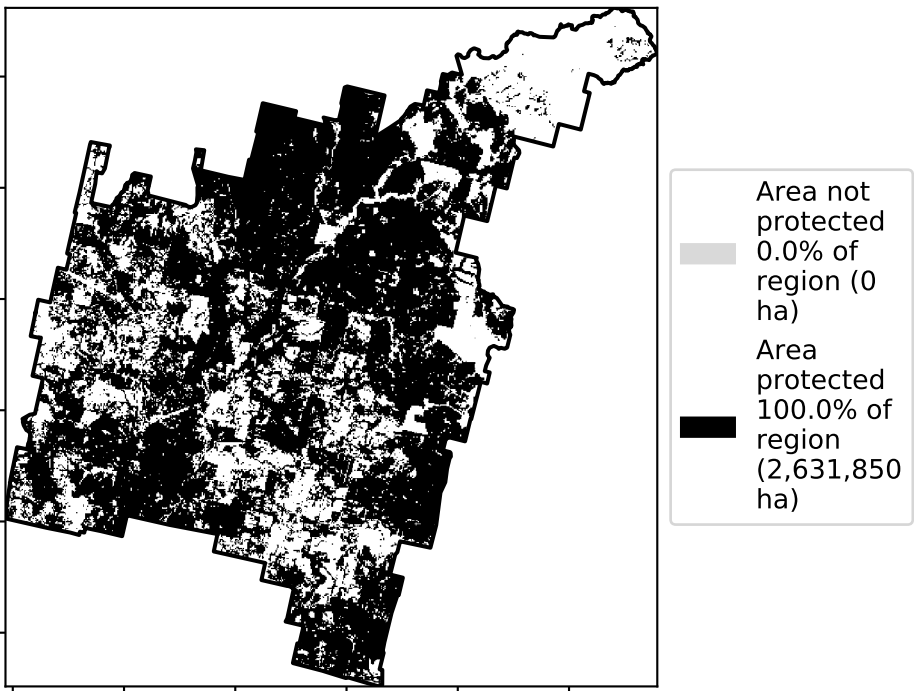 Area not
protected
0.0% of
region (0
ha)
Area
protected
100.0% of
region
(2,631,850
ha)